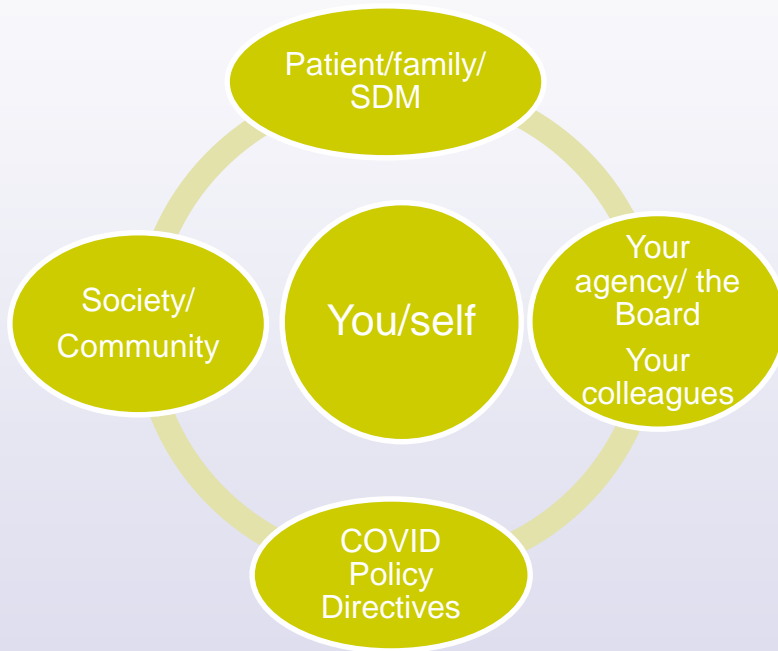 Patient/family/
SDM
Society/
Community
You/self
Your
agency/ the
Board
Your
colleagues
COVID
Policy
Directives